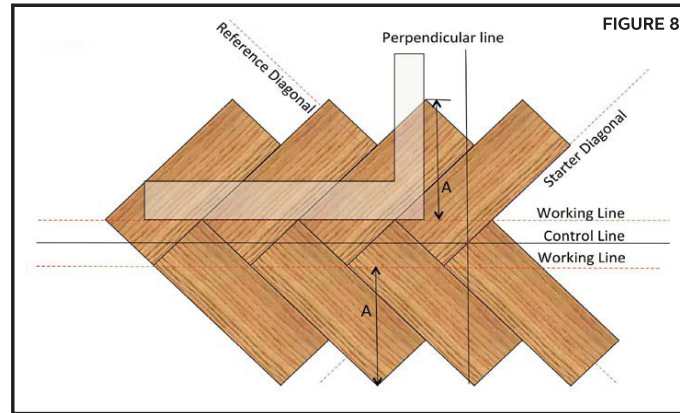 FIGURE 8
Perpendicular line
Reference Diagonal
Starter Diagonal
A
Working Line
Control Line
Working Line
A